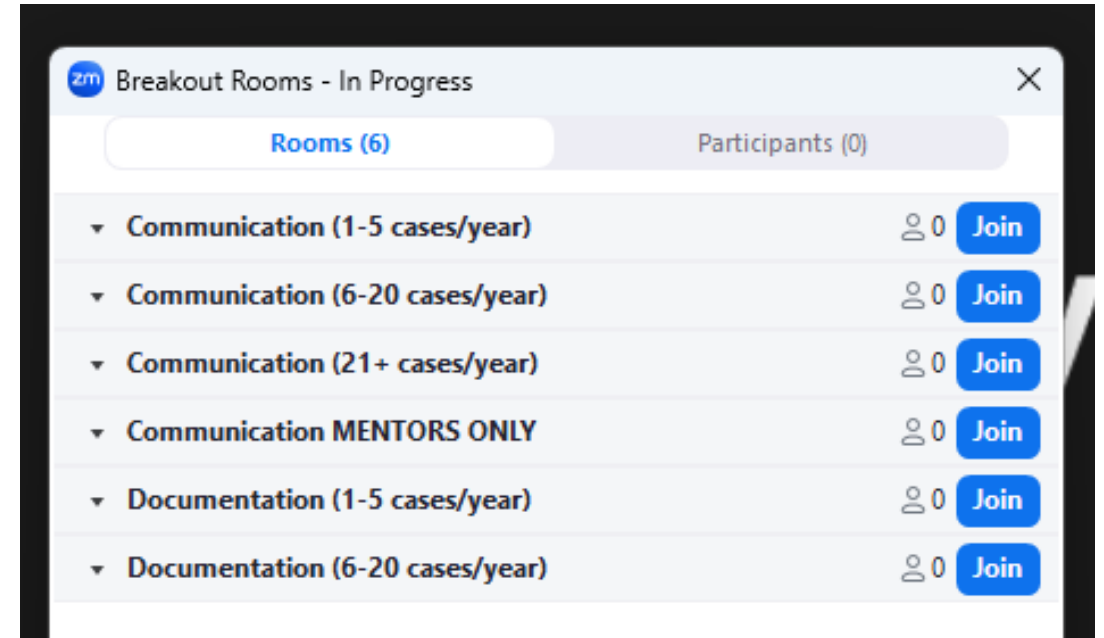 zm Breakout Rooms - In Progress
Rooms (6) Participants (0)
Communication (1-5 cases/year) 0 Join
Communication (6-20 cases/year) 0 Join
Communication (21+ cases/year) 0 Join
Communication MENTORS ONLY 0 Join
Documentation (1-5 cases/year) 0 Join
Documentation (6-20 cases/year) 0 Join